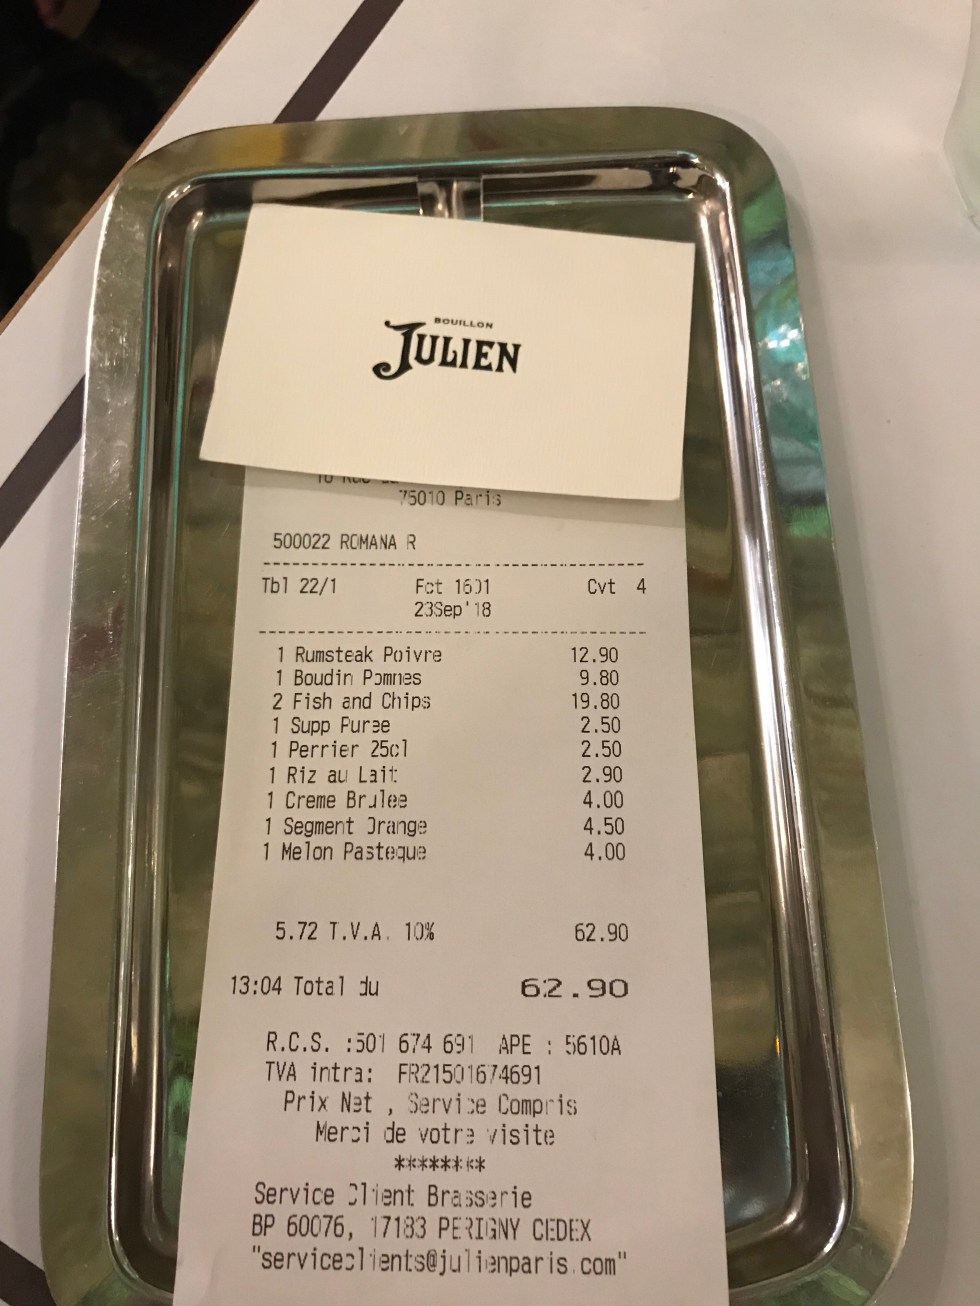 BOUILLON
JULIEN
75010 Paris
500022 ROMANA R
Tbl 22/1 Fct 1601 Cvt 4
23Sep'18
1 Rumsteak Poivre 12.90
1 Boudin Pommes 9.80
2 Fish and Chips 19.80
1 Supp Puree 2.50
1 Perrier 25cl 2.50
1 Riz au Lait 2.90
1 Creme Brulee 4.00
1 Segment Orange 4.50
1 Melon Pasteque 4.00
5.72 T.V.A. 10% 62.90
13:04 Total du 62.90
R.C.S. :501 674 691 APE : 5610A
TVA intra: FR21501674691
Prix Net , Service Compris
Merci de votre visite
********
Service Client Brasserie
BP 60076, 17183 PERIGNY CEDEX
"serviceclients@julienparis.com"